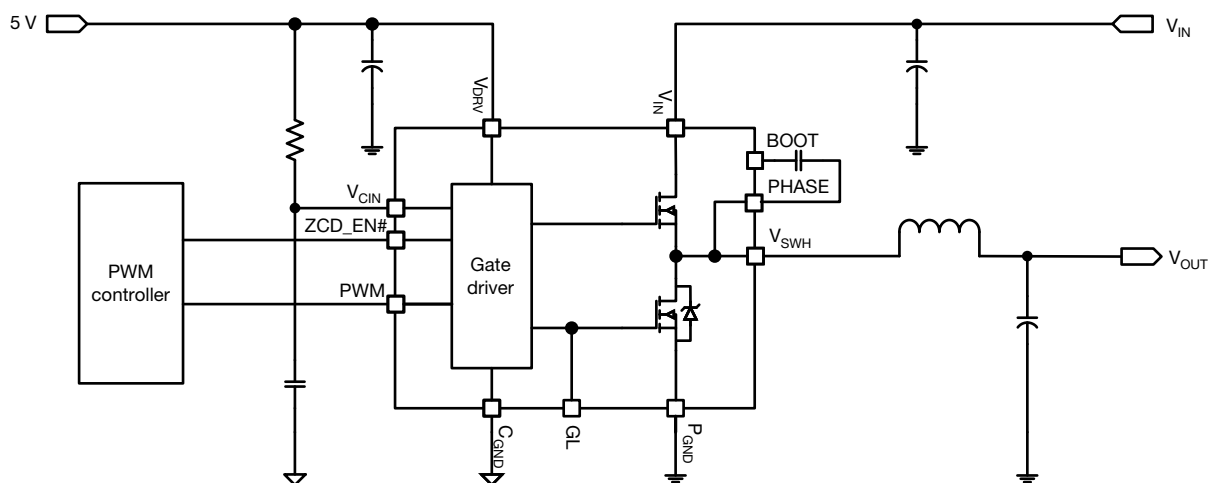 5 V
V_IN
V_DRV
V_IN
BOOT
PHASE
V_CIN
ZCD_EN#
V_SWH
PWM controller
Gate driver
V_OUT
PWM
C_GND
GL
P_GND